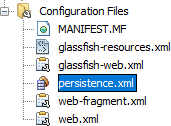 Configuration Files
MANIFEST.MF
glassfish-resources.xml
glassfish-web.xml
persistence.xml
web-fragment.xml
web.xml